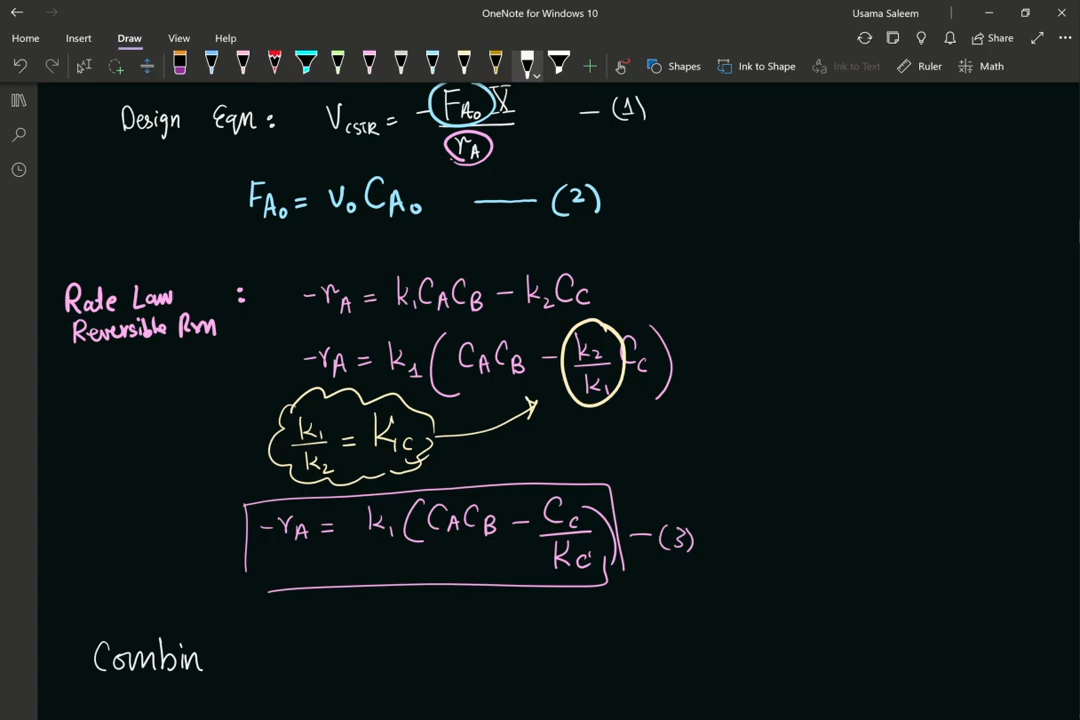 OneNote for Windows 10
Usama Saleem
Home Insert Draw View Help
Share
Shapes Ink to Shape Ink to Text Ruler Math
Design Eqn : V_CSTR = -F_A0 X / r_A — (1)
F_A0 = v_0 C_A0 — (2)
Rate Law : -r_A = k_1 C_A C_B - k_2 C_C
Reversible Rxn
-r_A = k_1 ( C_A C_B - k_2/k_1 C_C )
k_1/k_2 = K_C
-r_A = k_1 ( C_A C_B - C_C/K_C ) — (3)
Combin